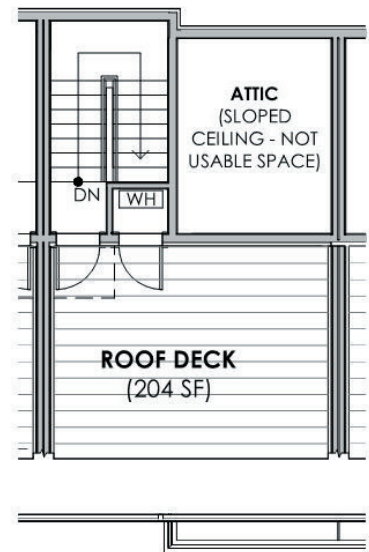 ATTIC
(SLOPED
CEILING - NOT
USABLE SPACE)
DN
WH
ROOF DECK
(204 SF)